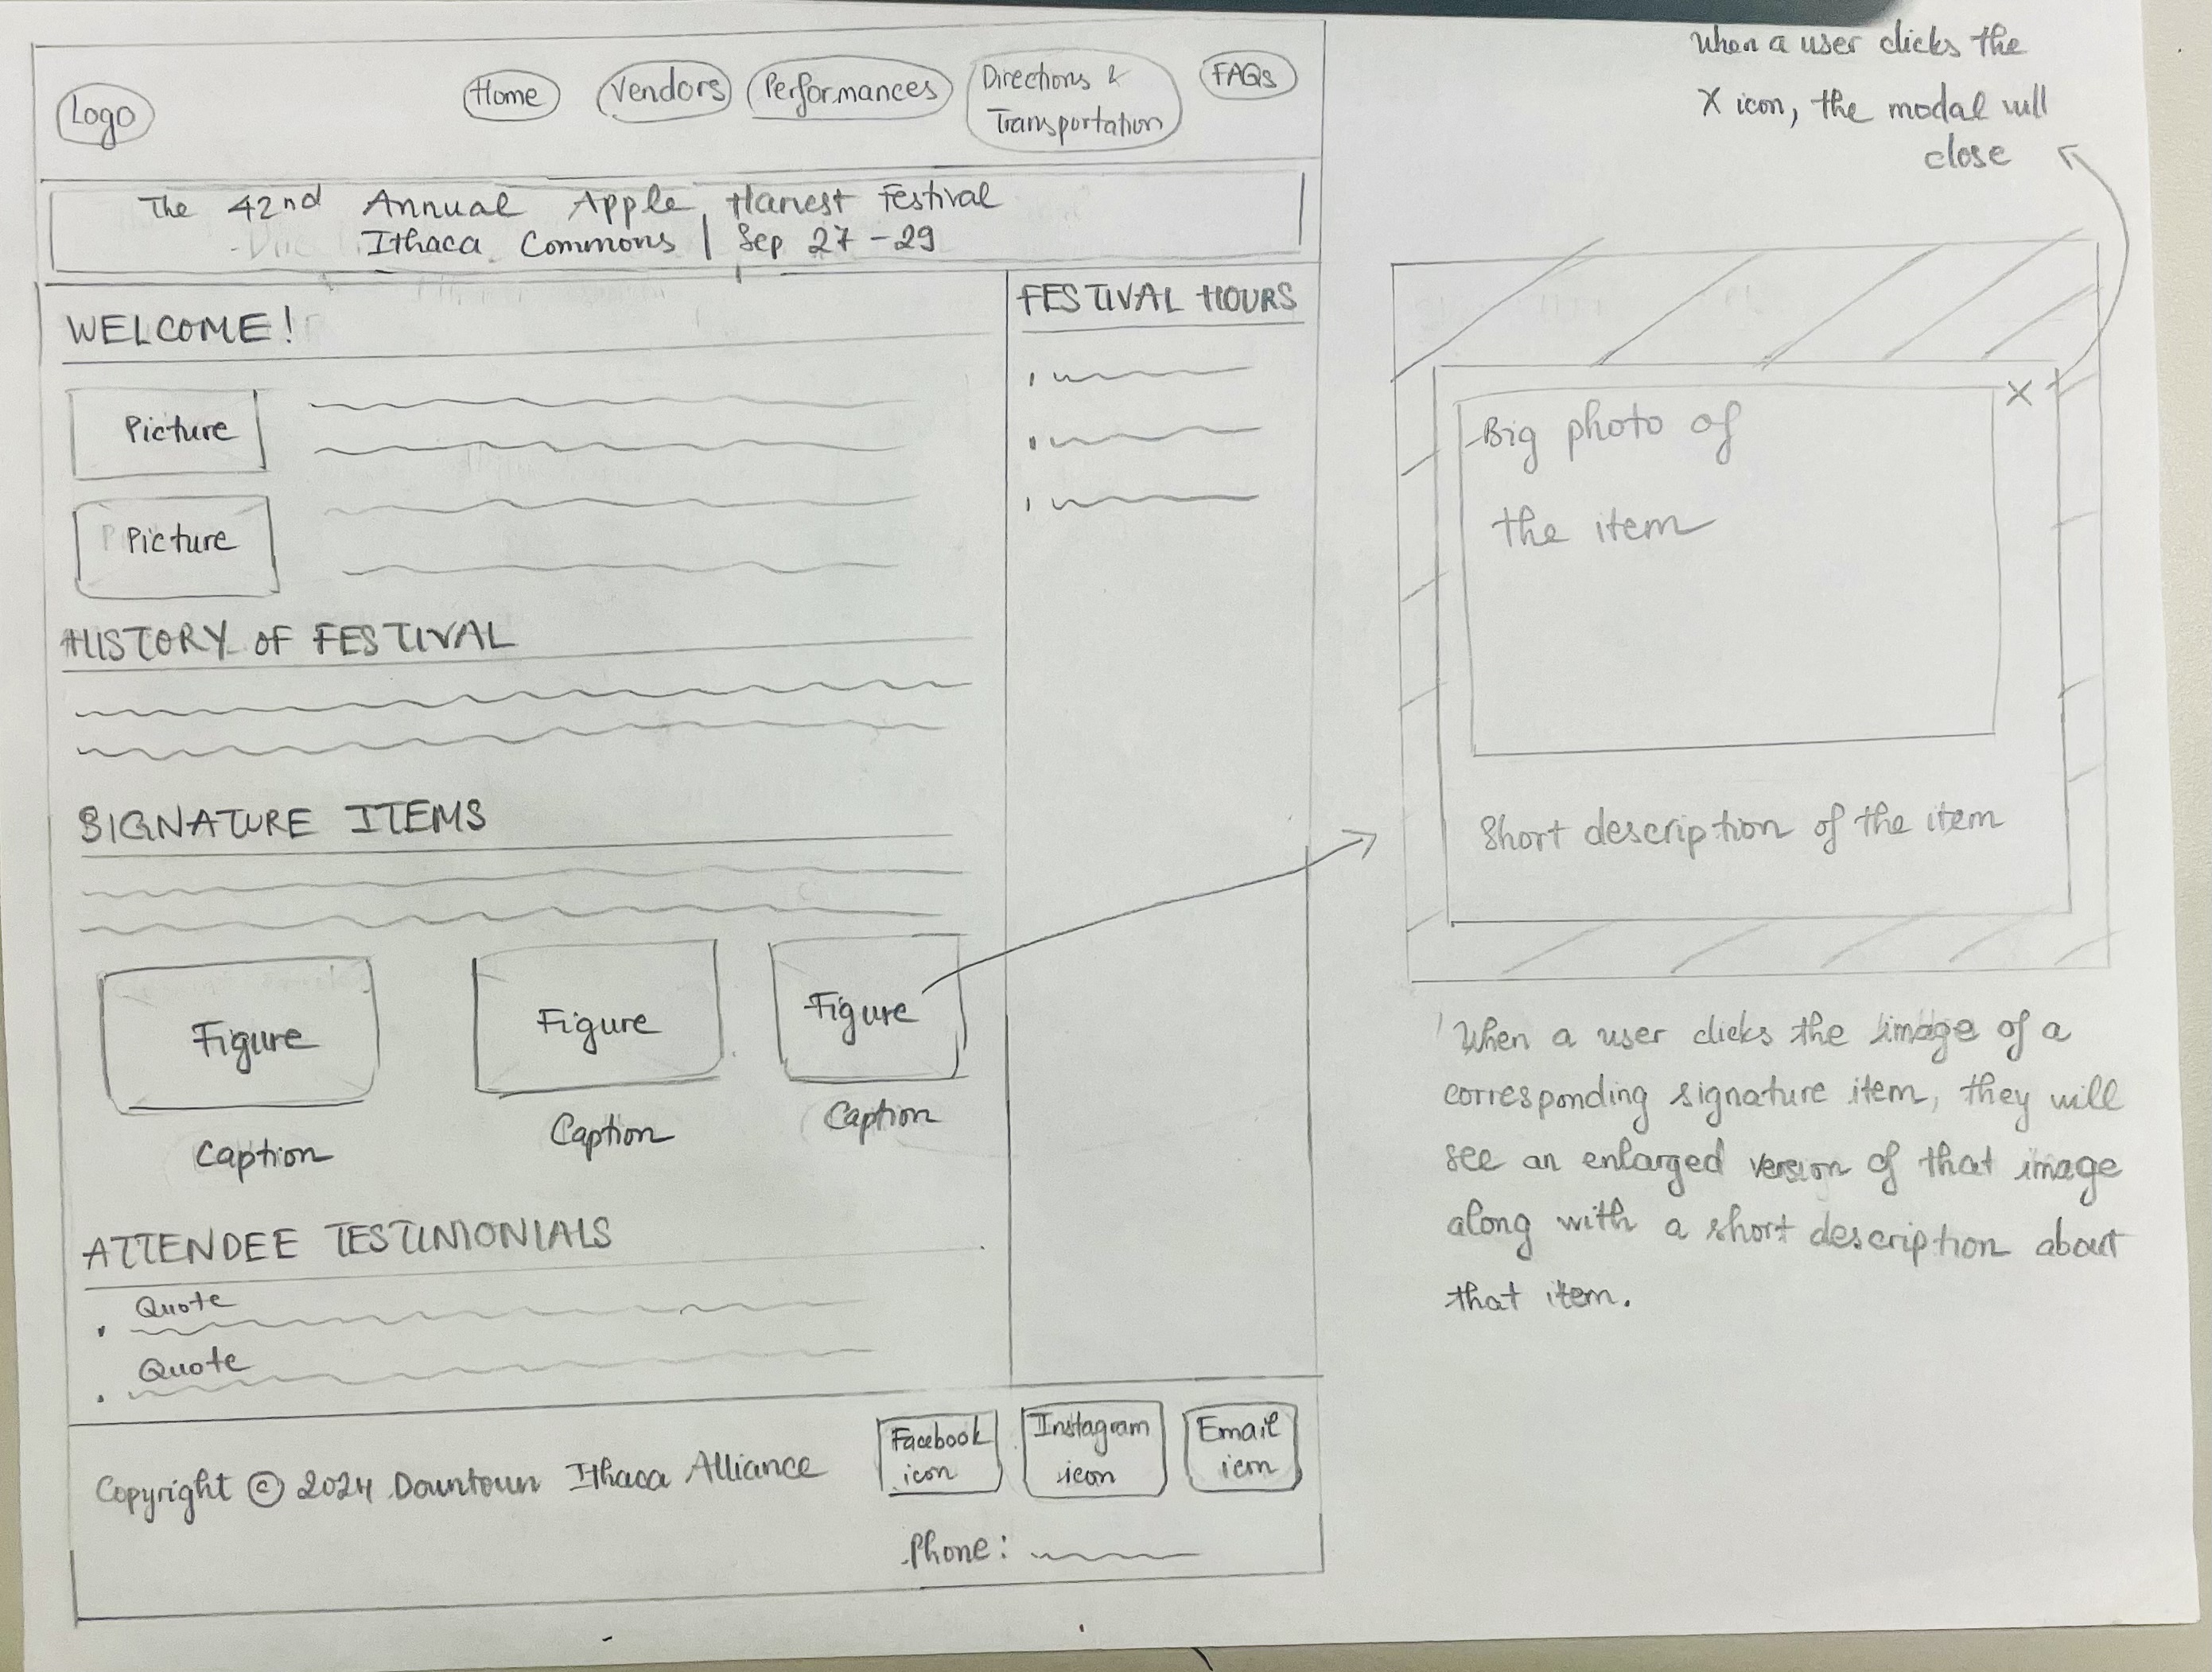 Logo
Home
Vendors
Performances
Directions &
Transportation
FAQs
The 42nd Annual Apple Harvest Festival
Ithaca Commons | Sep 27-29
WELCOME!
Picture
Picture
HISTORY OF FESTIVAL
SIGNATURE ITEMS
Figure
Figure
Figure
Caption
Caption
Caption
ATTENDEE TESTIMONIALS
Quote
Quote
FESTIVAL HOURS
Copyright © 2024 Downtown Ithaca Alliance
Facebook
icon
Instagram
icon
Email
icon
Phone:
When a user clicks the
X icon, the modal will
close
X
Big photo of
the item
Short description of the item
When a user clicks the image of a
corresponding signature item, they will
see an enlarged version of that image
along with a short description about
that item.